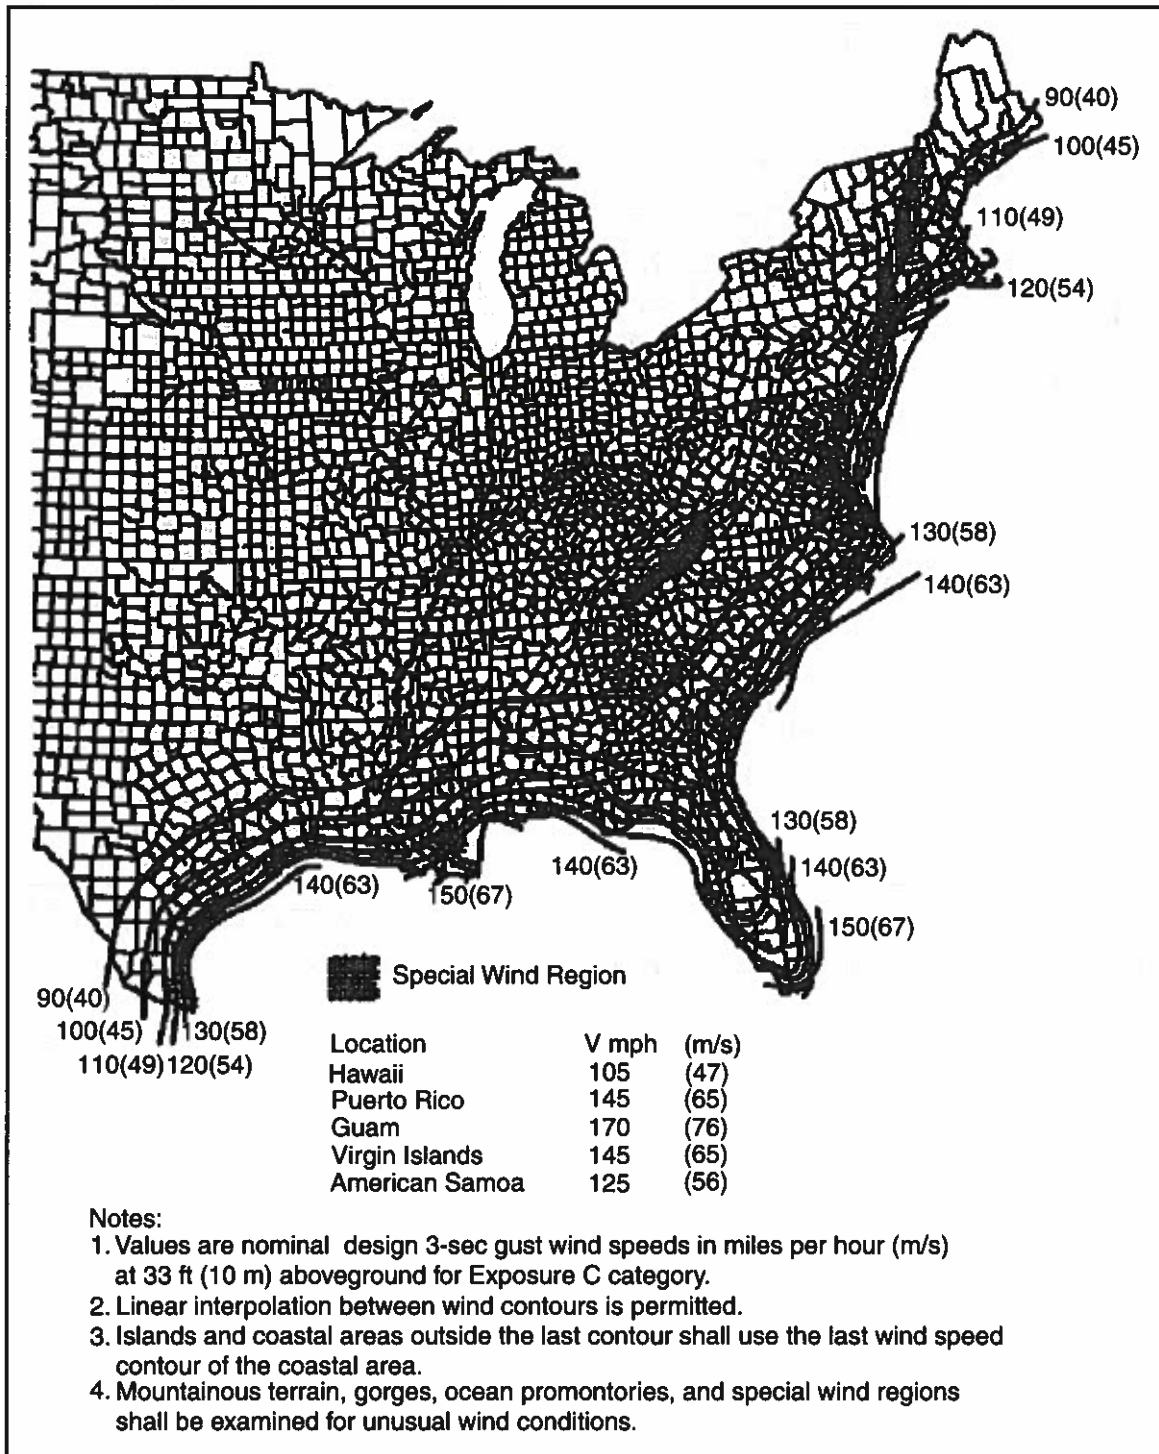 90(40)
100(45)
110(49)
120(54)
130(58)
140(63)
130(58)
140(63)
140(63)
140(63)
150(67)
150(67)
90(40)
100(45)
130(58)
110(49)
120(54)
Special Wind Region
Location V mph (m/s)
Hawaii 105 (47)
Puerto Rico 145 (65)
Guam 170 (76)
Virgin Islands 145 (65)
American Samoa 125 (56)
Notes:
1. Values are nominal design 3-sec gust wind speeds in miles per hour (m/s)
at 33 ft (10 m) aboveground for Exposure C category.
2. Linear interpolation between wind contours is permitted.
3. Islands and coastal areas outside the last contour shall use the last wind speed
contour of the coastal area.
4. Mountainous terrain, gorges, ocean promontories, and special wind regions
shall be examined for unusual wind conditions.